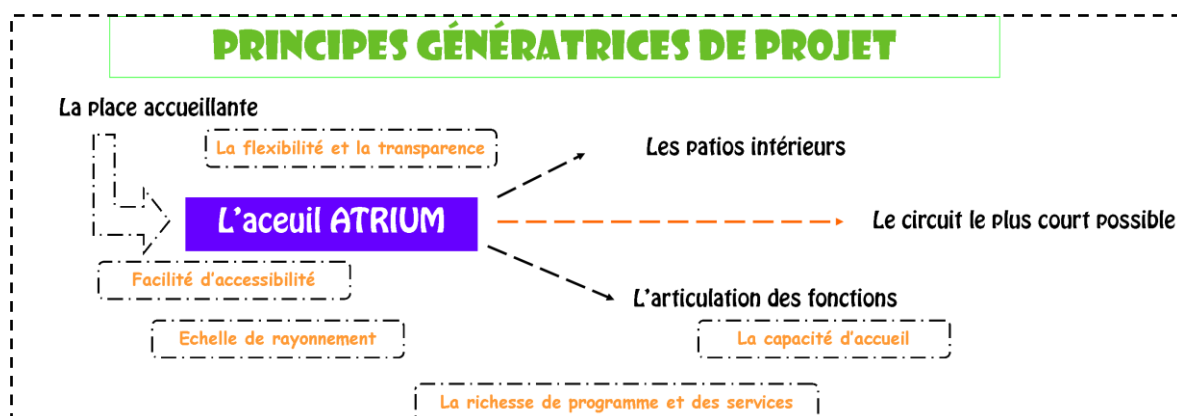 PRINCIPES GÉNÉRATRICES DE PROJET
La place accueillante
La flexibilité et la transparence
Les patios intérieurs
L'aceuil ATRIUM
Le circuit le plus court possible
Facilité d'accessibilité
L'articulation des fonctions
Echelle de rayonnement
La capacité d'accueil
La richesse de programme et des services